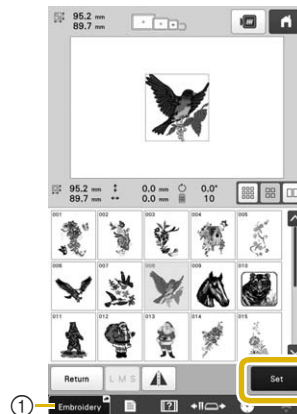 95.2 mm
89.7 mm
95.2 mm 0.0 mm 0.0°
89.7 mm 0.0 mm 10
001 002 003 004 005
006 007 008 009 010
011 012 013 014 015
Return L M S Set
1 Embroidery